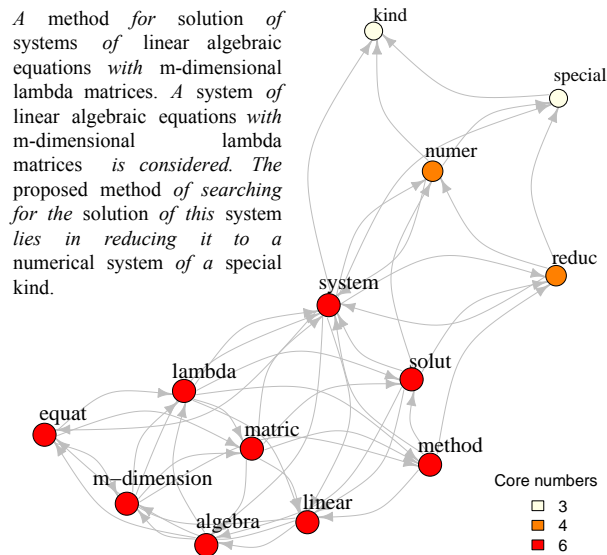 A method for solution of
systems of linear algebraic
equations with m-dimensional
lambda matrices. A system of
linear algebraic equations with
m-dimensional lambda
matrices is considered. The
proposed method of searching
for the solution of this system
lies in reducing it to a
numerical system of a special
kind.
kind
special
numer
reduc
system
solut
lambda
equat
matric
method
m−dimension
linear
algebra
Core numbers
3
4
6